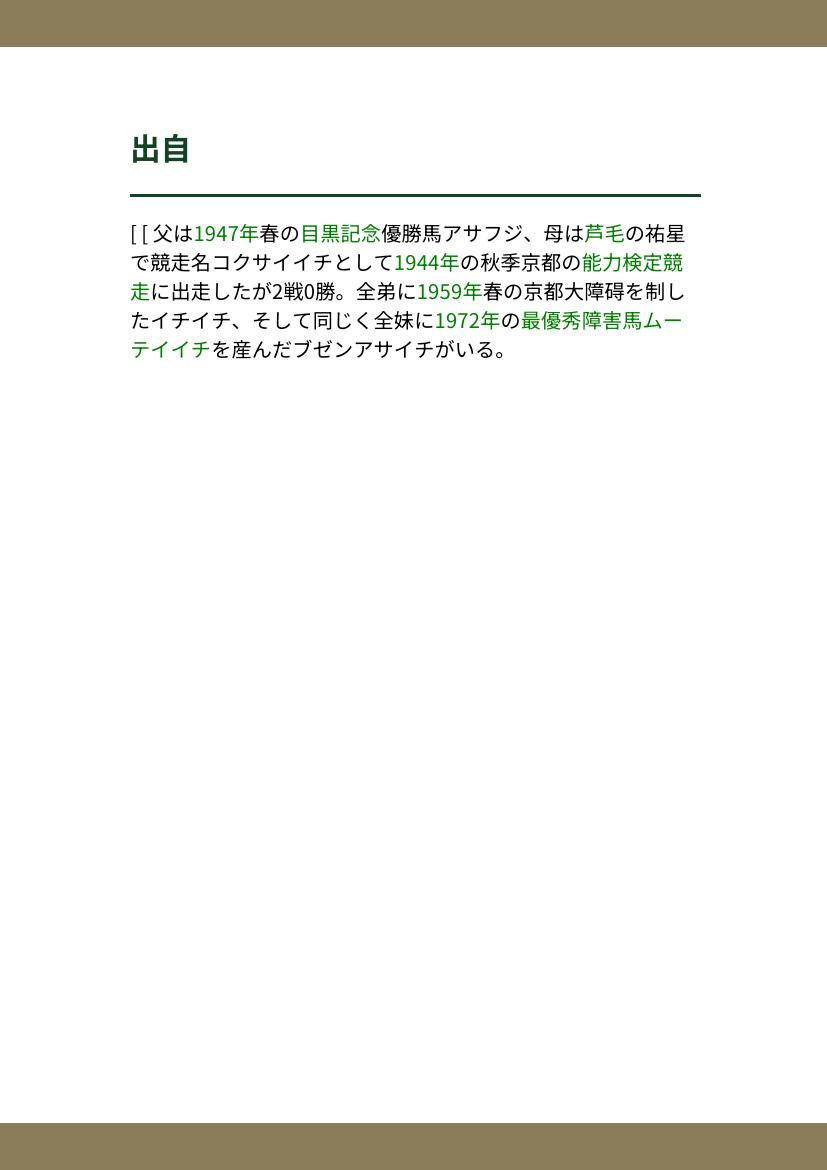 出自
[ [ 父は1947年春の目黒記念優勝馬アサフジ、母は芦毛の祐星
で競走名コクサイイチとして1944年の秋季京都の能力検定競
走に出走したが2戦0勝。全弟に1959年春の京都大障碍を制し
たイチイチ、そして同じく全妹に1972年の最優秀障害馬ムー
テイイチを産んだブゼンアサイチがいる。